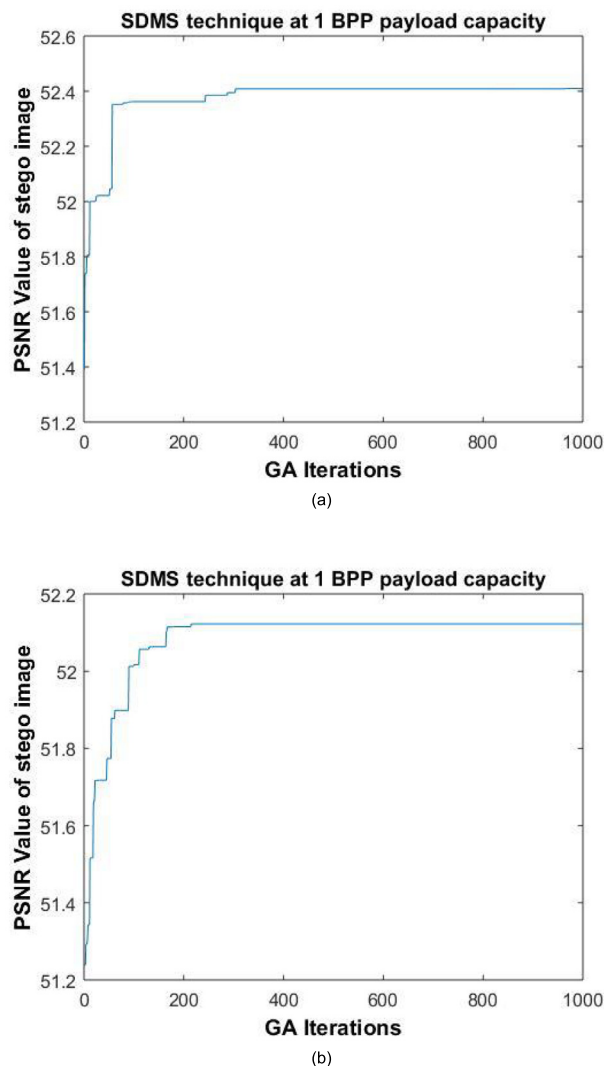 SDMS technique at 1 BPP payload capacity
PSNR Value of stego image
52.6
52.4
52.2
52
51.8
51.6
51.4
51.2
0 200 400 600 800 1000
GA Iterations
(a)
SDMS technique at 1 BPP payload capacity
PSNR Value of stego image
52.2
52
51.8
51.6
51.4
51.2
0 200 400 600 800 1000
GA Iterations
(b)